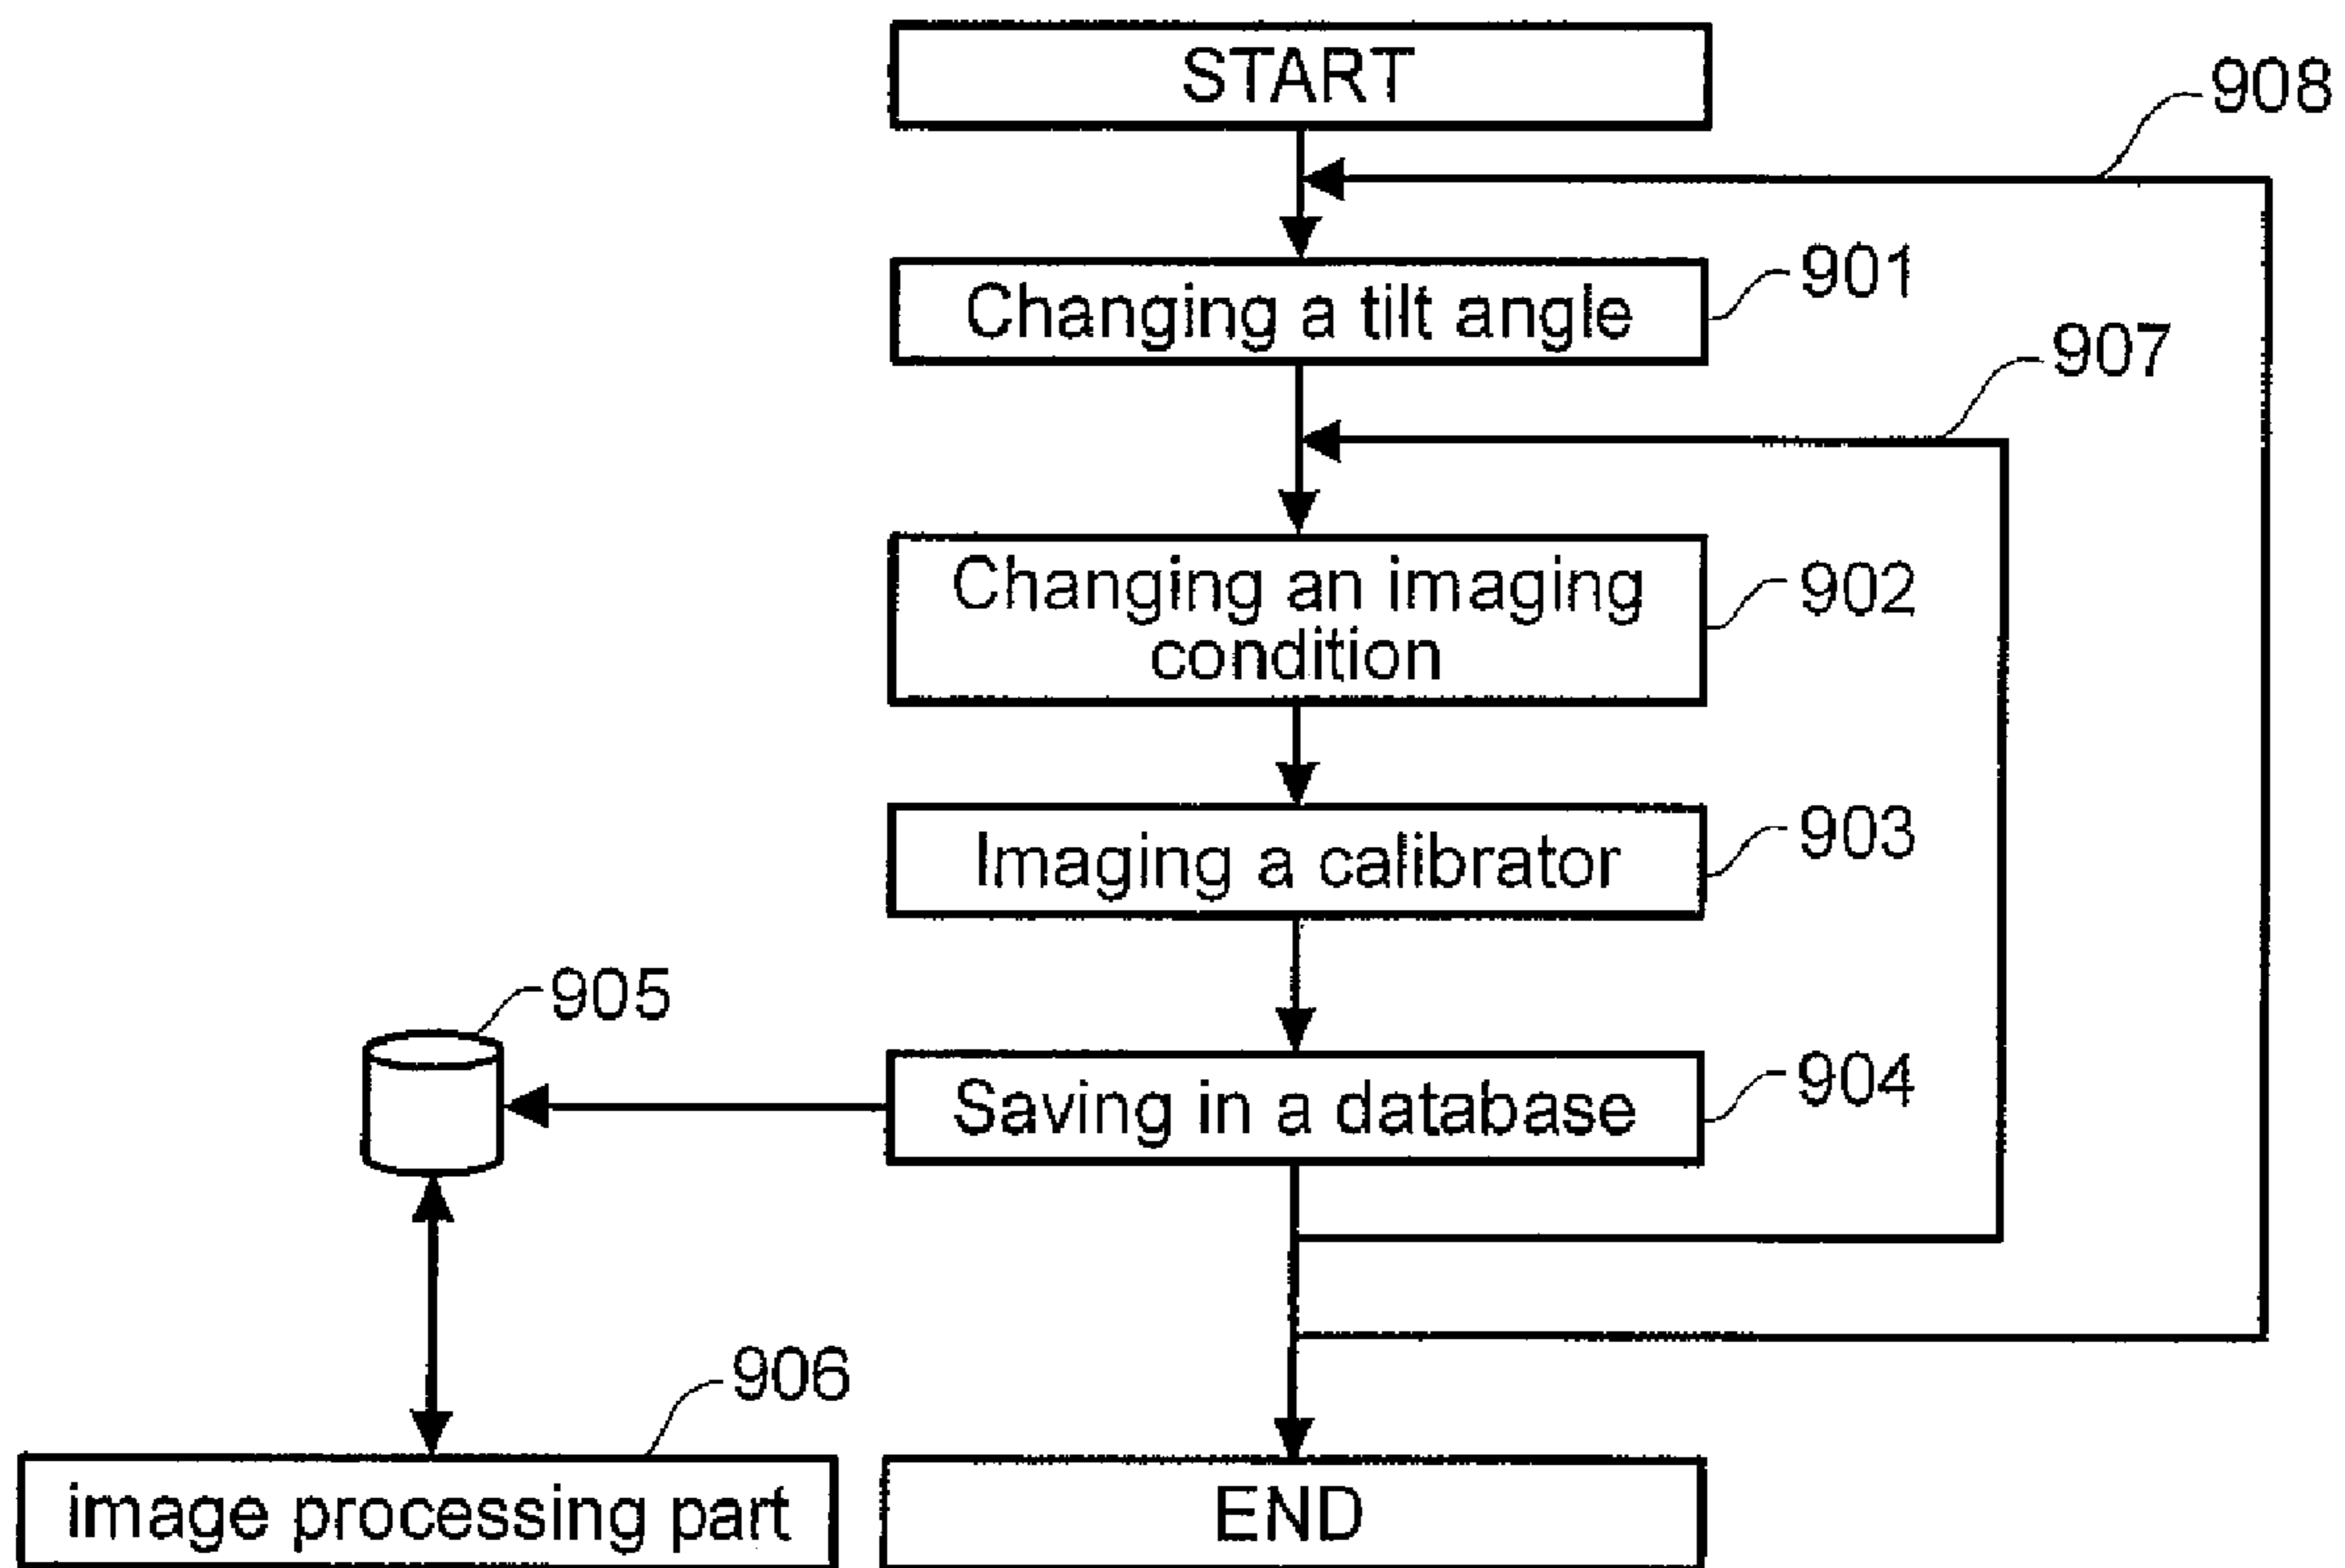 START
908
Changing a tilt angle
901
907
Changing an imaging
condition
902
Imaging a calibrator
903
905
Saving in a database
904
906
image processing part
END